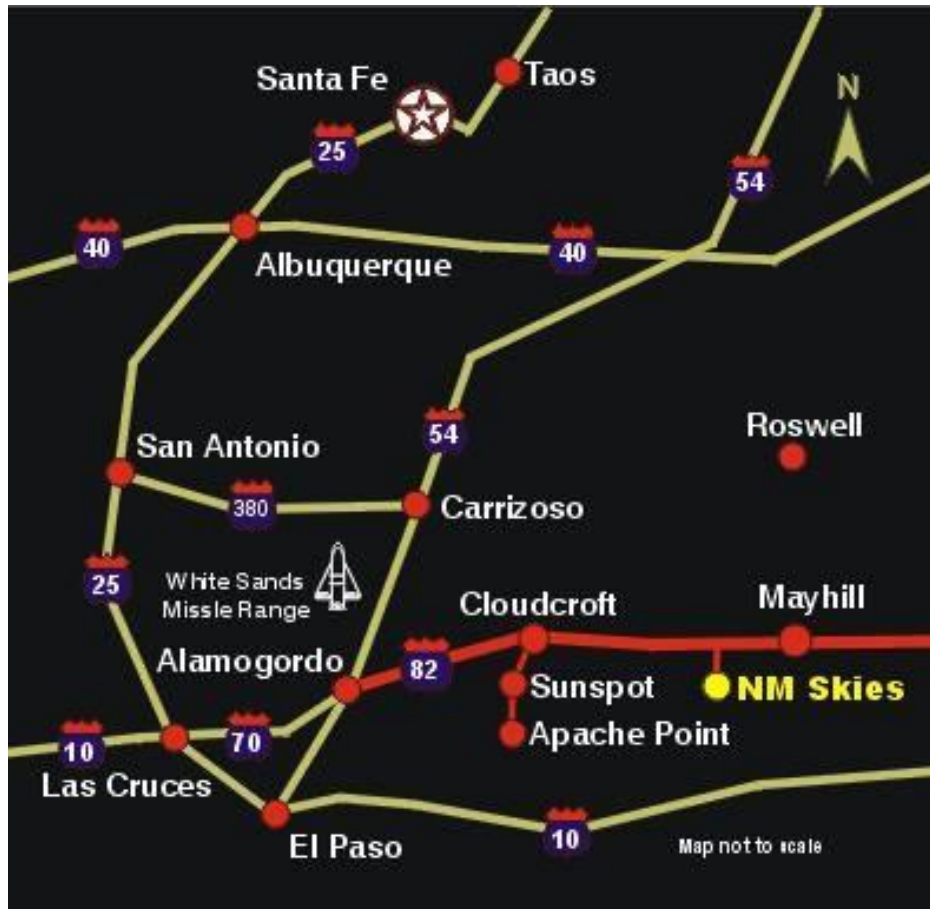 Santa Fe
Taos
N
25
54
40
40
Albuquerque
54
Roswell
San Antonio
380
Carrizoso
25
White Sands
Missle Range
Cloudcroft
Mayhill
Alamogordo
82
Sunspot
NM Skies
10
70
Apache Point
Las Cruces
El Paso
10
Map not to scale